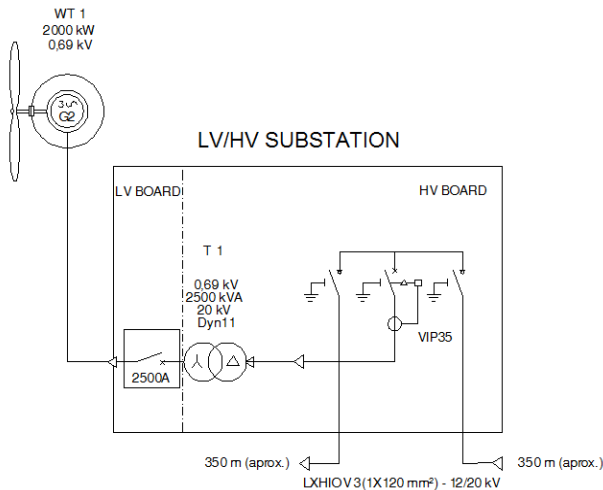 WT 1
2000 kW
0,69 kV
3
G2
LV/HV SUBSTATION
LV BOARD
HV BOARD
T 1
0,69 kV
2500 kVA
20 kV
Dyn11
VIP35
2500A
350 m (aprox.)
350 m (aprox.)
LXHIOV 3(1X120 mm²) - 12/20 kV